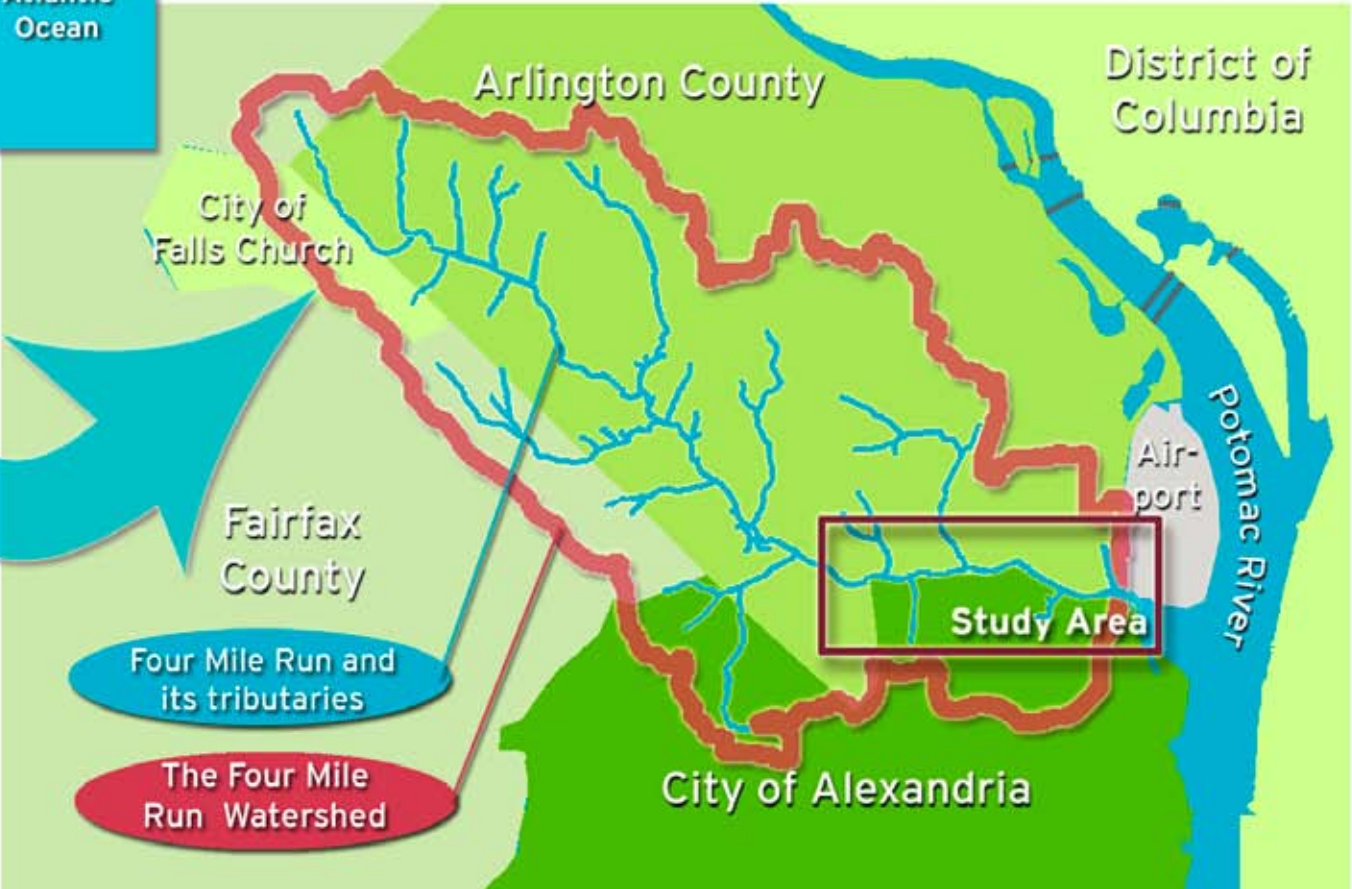 Ocean
Arlington County
District of
Columbia
City of
Falls Church
Air-
port
Potomac River
Fairfax
County
Study Area
Four Mile Run and
its tributaries
The Four Mile
Run Watershed
City of Alexandria